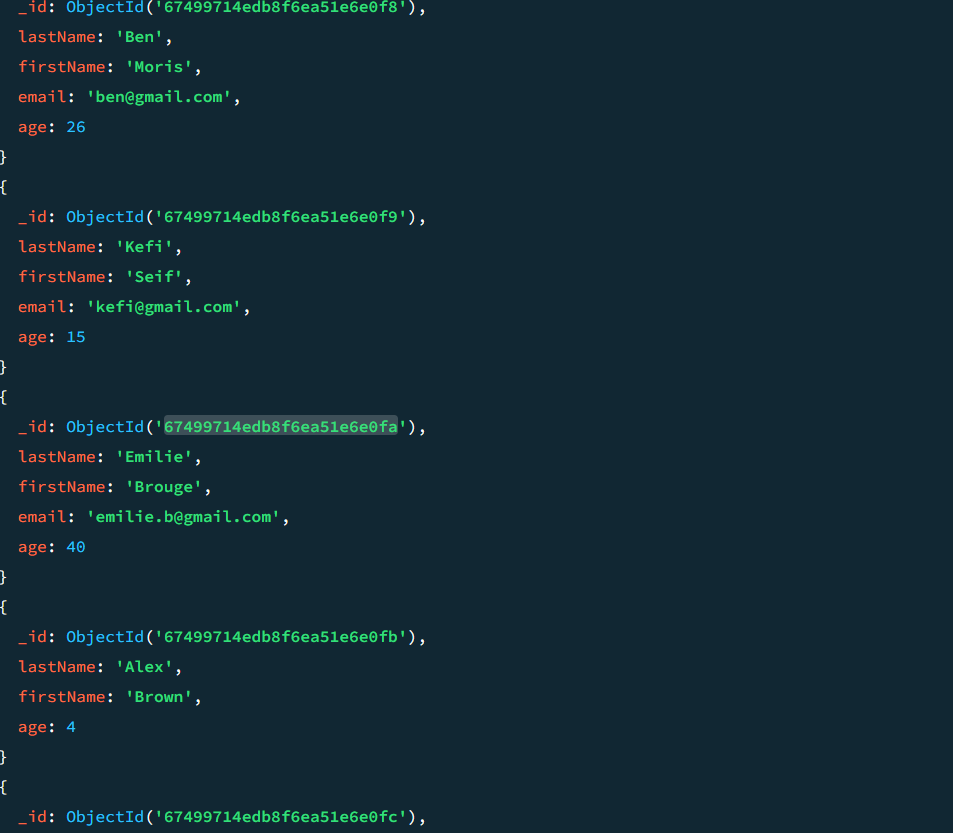 _id: ObjectId('67499714edb8f6ea51e6e0f8'),
lastName: 'Ben',
firstName: 'Moris',
email: 'ben@gmail.com',
age: 26
}
{
_id: ObjectId('67499714edb8f6ea51e6e0f9'),
lastName: 'Kefi',
firstName: 'Seif',
email: 'kefi@gmail.com',
age: 15
}
{
_id: ObjectId('67499714edb8f6ea51e6e0fa'),
lastName: 'Emilie',
firstName: 'Brouge',
email: 'emilie.b@gmail.com',
age: 40
}
{
_id: ObjectId('67499714edb8f6ea51e6e0fb'),
lastName: 'Alex',
firstName: 'Brown',
age: 4
}
{
_id: ObjectId('67499714edb8f6ea51e6e0fc'),